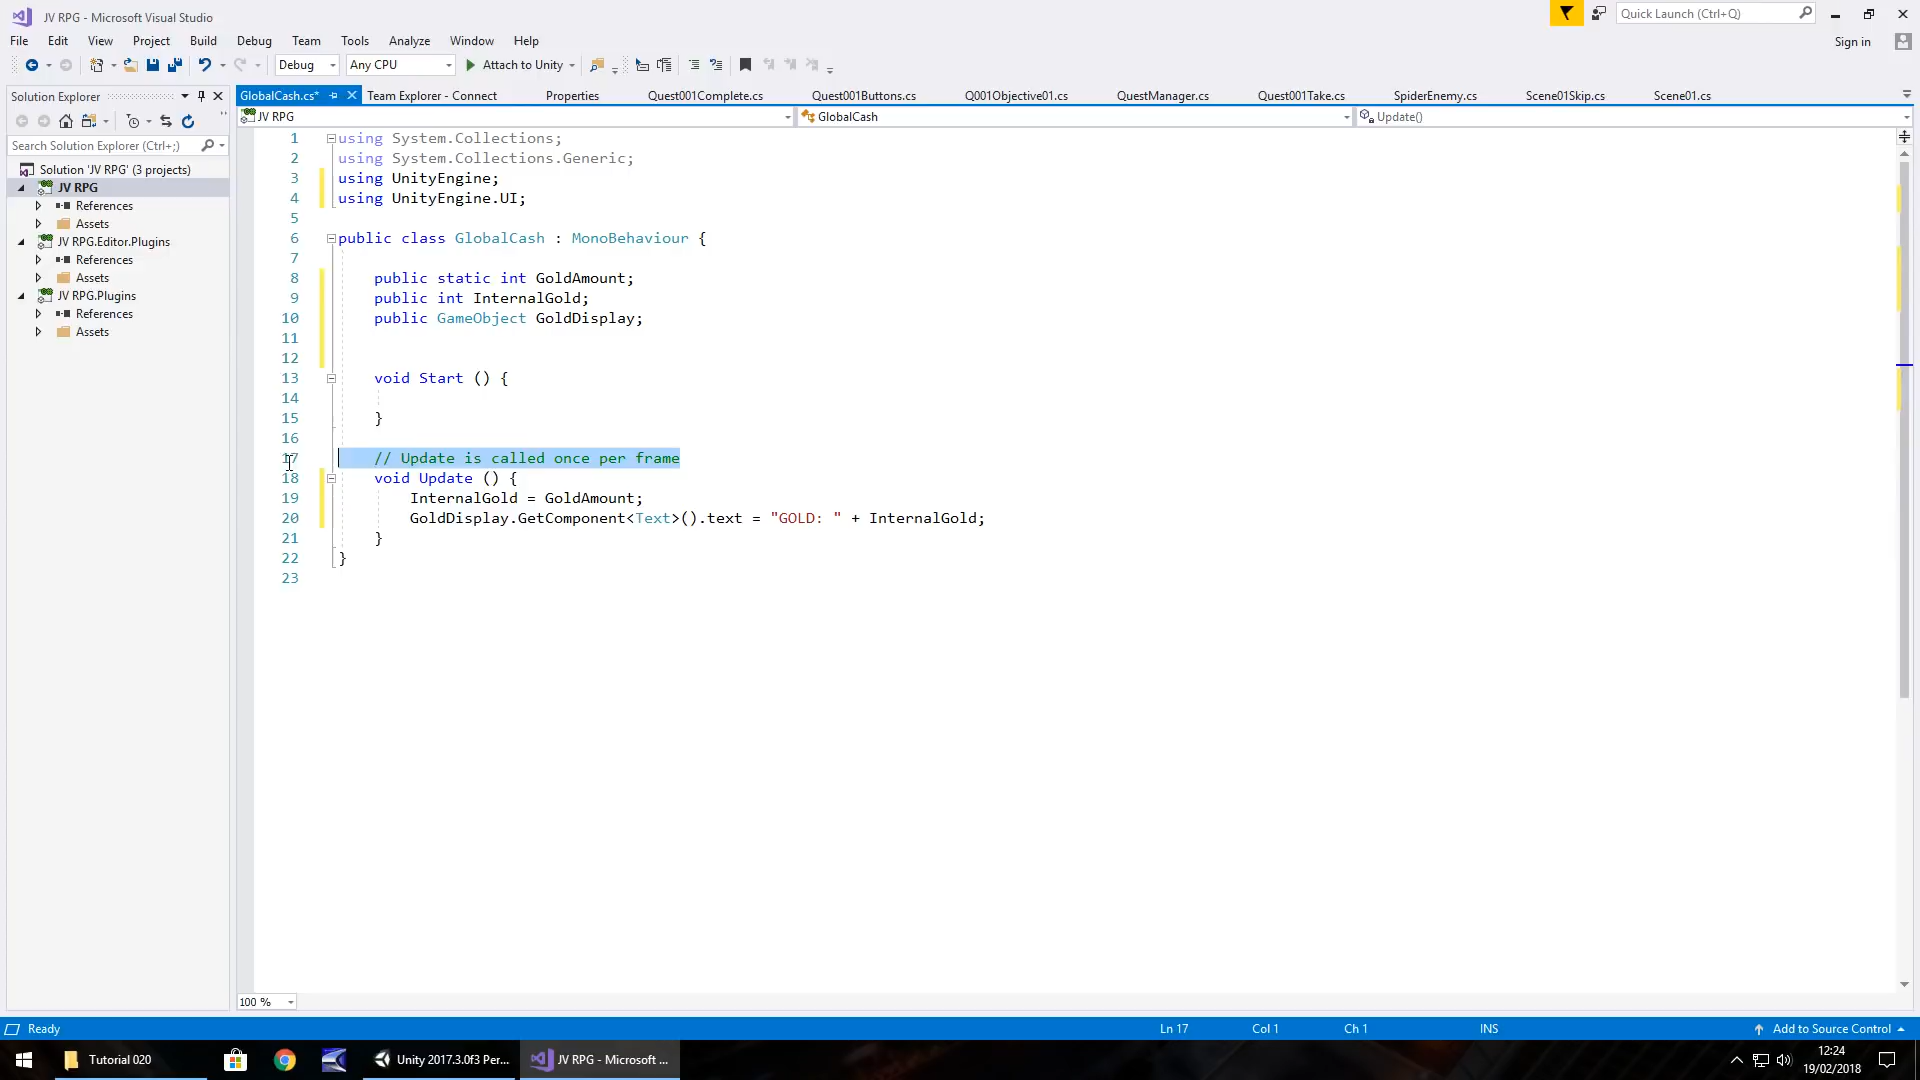 JV RPG - Microsoft Visual Studio
Quick Launch (Ctrl+Q)
File Edit View Project Build Debug Team Tools Analyze Window Help
Sign in
Debug Any CPU Attach to Unity
Solution Explorer
GlobalCash.cs* Team Explorer - Connect Properties Quest001Complete.cs Quest001Buttons.cs Q001Objective01.cs QuestManager.cs Quest001Take.cs SpiderEnemy.cs Scene01Skip.cs Scene01.cs
JV RPG GlobalCash Update()
Search Solution Explorer (Ctrl+;)
Solution 'JV RPG' (3 projects)
JV RPG
References
Assets
JV RPG.Editor.Plugins
References
Assets
JV RPG.Plugins
References
Assets
1 using System.Collections;
2 using System.Collections.Generic;
3 using UnityEngine;
4 using UnityEngine.UI;
5
6 public class GlobalCash : MonoBehaviour {
7
8 public static int GoldAmount;
9 public int InternalGold;
10 public GameObject GoldDisplay;
11
12
13 void Start () {
14
15 }
16
17 // Update is called once per frame
18 void Update () {
19 InternalGold = GoldAmount;
20 GoldDisplay.GetComponent<Text>().text = "GOLD: " + InternalGold;
21 }
22 }
23
100 %
Ready Ln 17 Col 1 Ch 1 INS Add to Source Control
Tutorial 020 Unity 2017.3.0f3 Per... JV RPG - Microsoft ...
12:24
19/02/2018